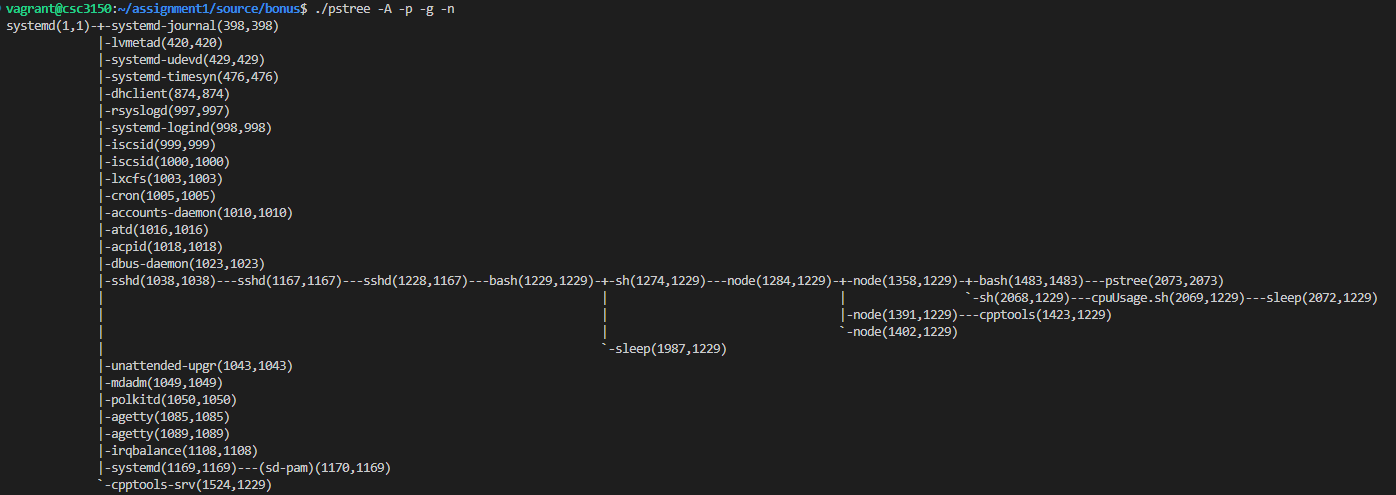 vagrant@csc3150:~/assignment1/source/bonus$ ./pstree -A -p -g -n
systemd(1,1)-+-systemd-journal(398,398)
             |-lvmetad(420,420)
             |-systemd-udevd(429,429)
             |-systemd-timesyn(476,476)
             |-dhclient(874,874)
             |-rsyslogd(997,997)
             |-systemd-logind(998,998)
             |-iscsid(999,999)
             |-iscsid(1000,1000)
             |-lxcfs(1003,1003)
             |-cron(1005,1005)
             |-accounts-daemon(1010,1010)
             |-atd(1016,1016)
             |-acpid(1018,1018)
             |-dbus-daemon(1023,1023)
             |-sshd(1038,1038)---sshd(1167,1167)---sshd(1228,1167)---bash(1229,1229)-+-sh(1274,1229)---node(1284,1229)-+-node(1358,1229)-+-bash(1483,1483)---pstree(2073,2073)
             |                                                                       |                                 |                 `-sh(2068,1229)---cpuUsage.sh(2069,1229)---sleep(2072,1229)
             |                                                                       |                                 |-node(1391,1229)---cpptools(1423,1229)
             |                                                                       |                                 `-node(1402,1229)
             |                                                                       `-sleep(1987,1229)
             |-unattended-upgr(1043,1043)
             |-mdadm(1049,1049)
             |-polkitd(1050,1050)
             |-agetty(1085,1085)
             |-agetty(1089,1089)
             |-irqbalance(1108,1108)
             |-systemd(1169,1169)---(sd-pam)(1170,1169)
             `-cpptools-srv(1524,1229)